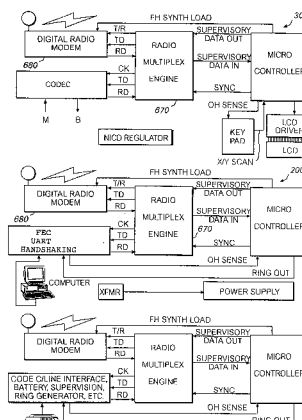 FH SYNTH LOAD
30
T/R
SUPERVISORY
DIGITAL RADIO
MODEM
TD
RD
RADIO
MULTIPLEX
ENGINE
DATA OUT
SUPERVISORY
DATA IN
MICRO
CONTROLLER
680
CODEC
CK
TD
RD
SYNC
670
OH SENSE
M
B
KEY
PAD
LCD
DRIVER
LCD
NICD REGULATOR
X/Y SCAN
FH SYNTH LOAD
200
T/R
SUPERVISORY
DIGITAL RADIO
MODEM
TD
RD
RADIO
MULTIPLEX
ENGINE
DATA OUT
SUPERVISORY
DATA IN
MICRO
CONTROLLER
680
670
FEC
UART
HANDSHAKING
CK
TD
RD
SYNC
OH SENSE
RING OUT
COMPUTER
XFMR
POWER SUPPLY
FH SYNTH LOAD
T/R
SUPERVISORY
DIGITAL RADIO
MODEM
TD
RD
RADIO
MULTIPLEX
ENGINE
DATA OUT
SUPERVISORY
DATA IN
MICRO
CONTROLLER
CODE C/LINE INTERFACE,
BATTERY, SUPERVISION,
RING GENERATOR, ETC.
CK
TD
RD
SYNC
OH SENSE
RING OUT